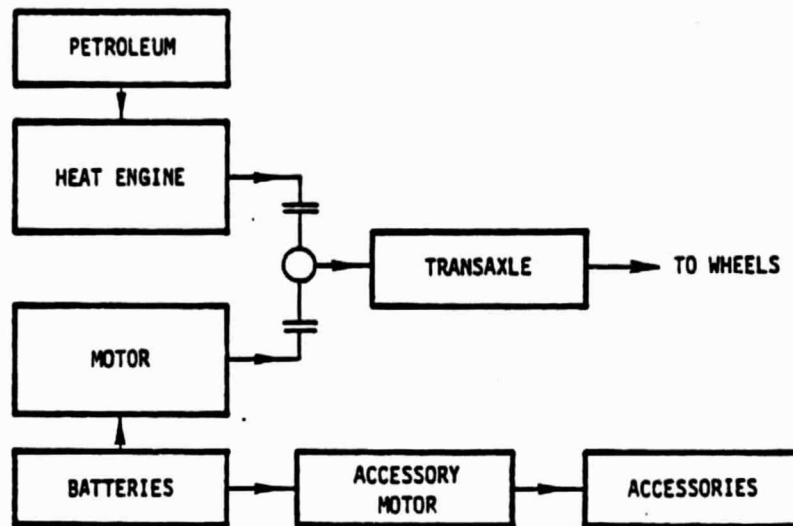 PETROLEUM
HEAT ENGINE
TRANSAXLE
TO WHEELS
MOTOR
BATTERIES
ACCESSORY
MOTOR
ACCESSORIES